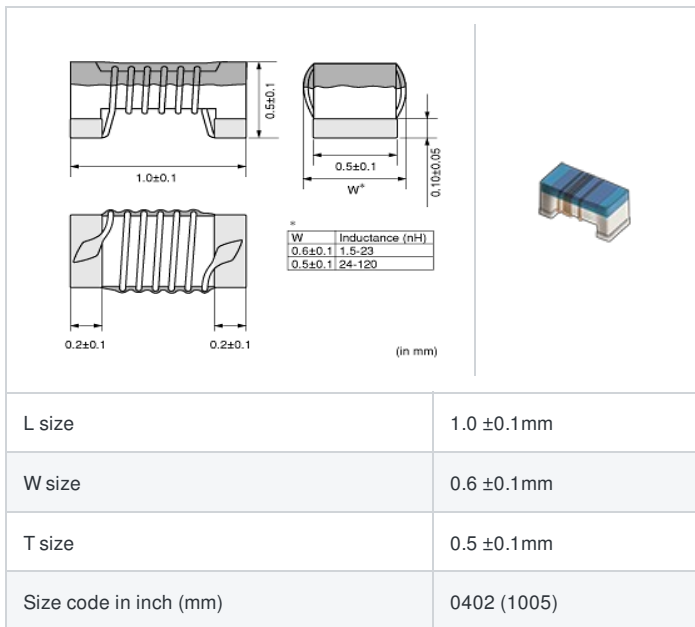 0.5±0.1
1.0±0.1
0.5±0.1
W*
0.10±0.05
*
W Inductance (nH)
0.6±0.1 1.5-23
0.5±0.1 24-120
0.2±0.1 0.2±0.1
(in mm)
L size 1.0 ±0.1mm
W size 0.6 ±0.1mm
T size 0.5 ±0.1mm
Size code in inch (mm) 0402 (1005)